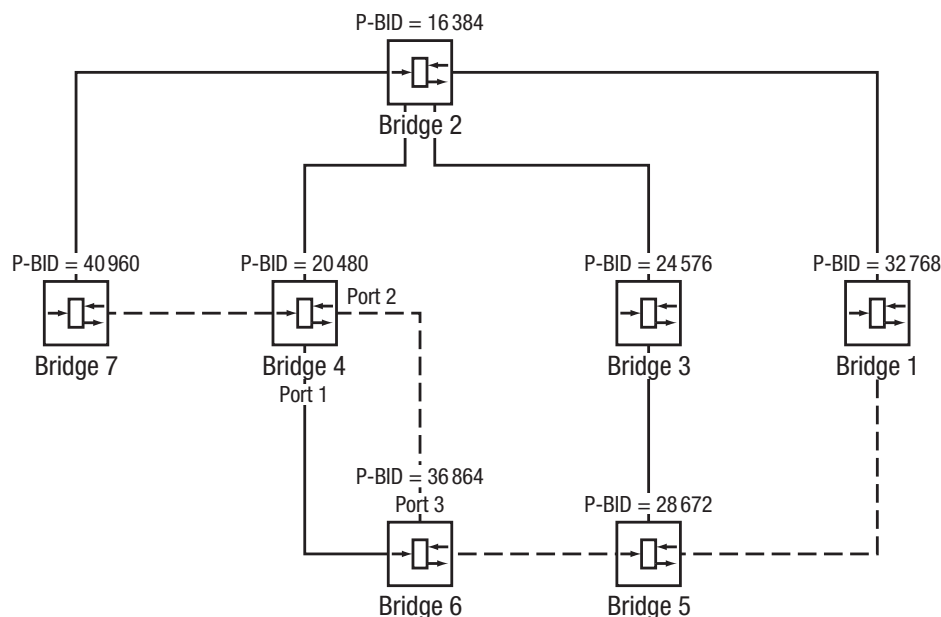 P-BID = 16 384
Bridge 2
P-BID = 40 960
P-BID = 20 480
P-BID = 24 576
P-BID = 32 768
Port 2
Bridge 7
Bridge 4
Bridge 3
Bridge 1
Port 1
P-BID = 36 864
Port 3
P-BID = 28 672
Bridge 6
Bridge 5